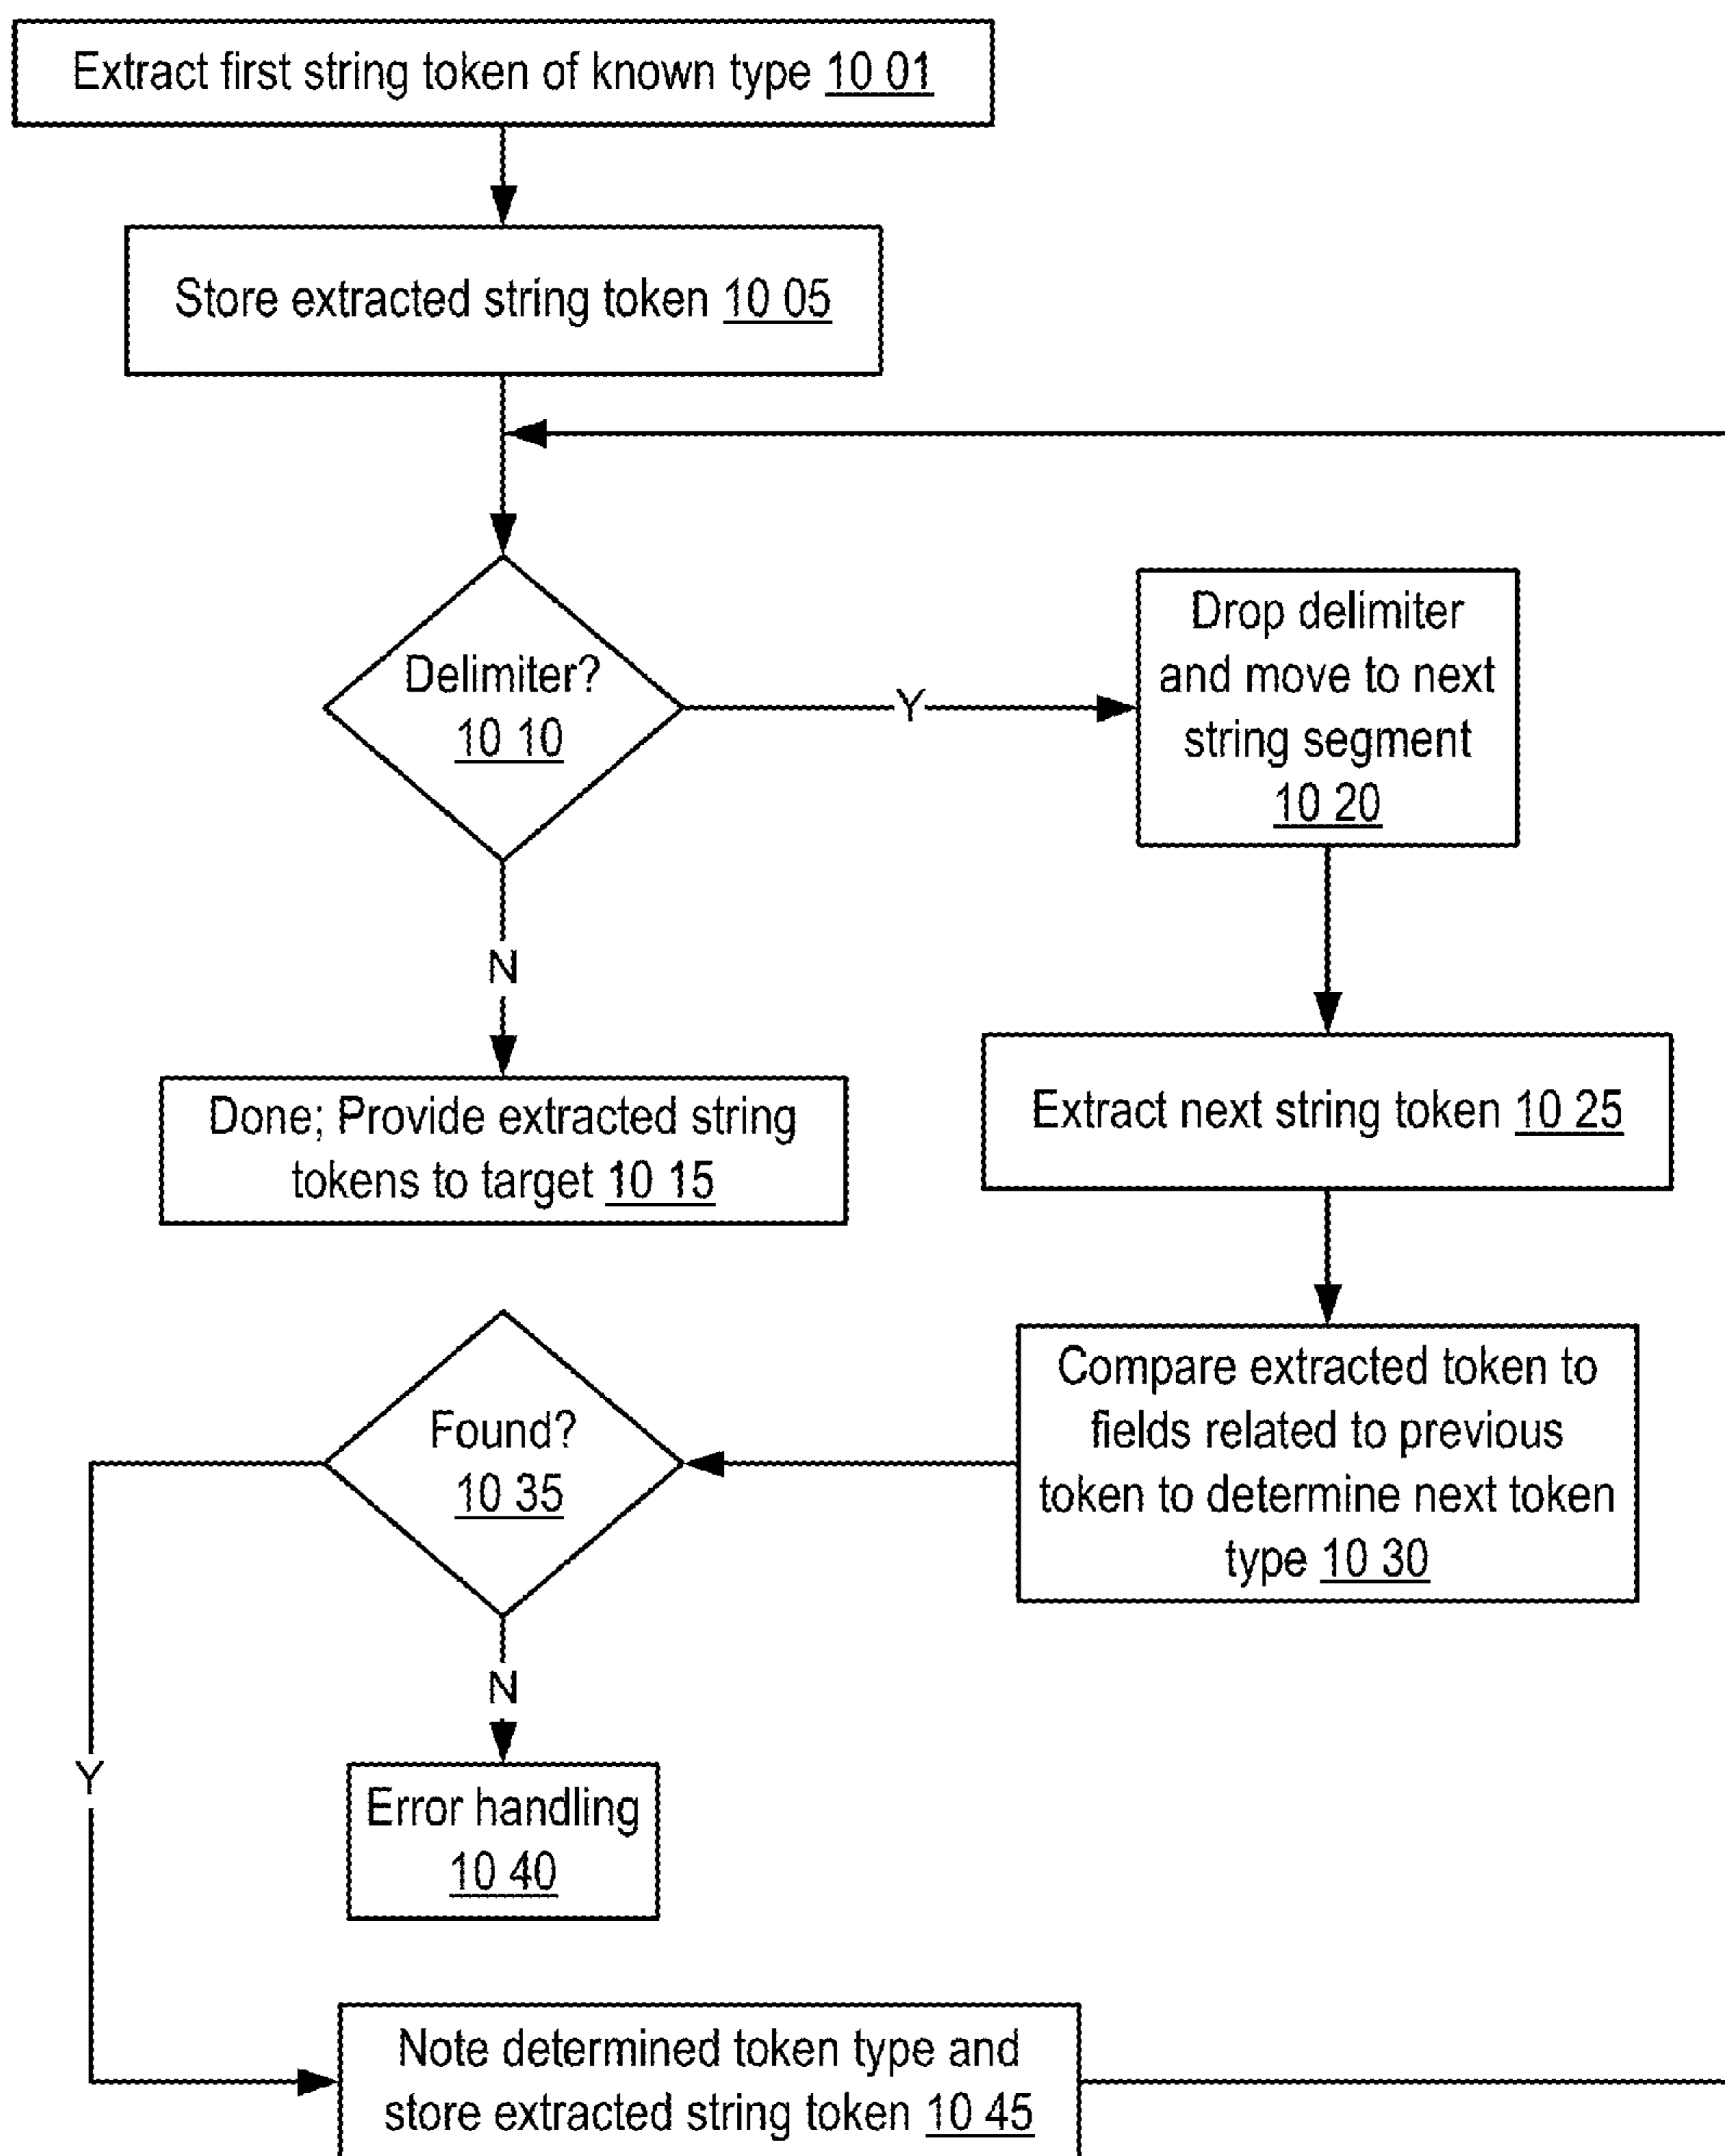 Extract first string token of known type 10 01
Store extracted string token 10 05
Delimiter?
10 10
Y
Drop delimiter
and move to next
string segment
10 20
N
Done; Provide extracted string
tokens to target 10 15
Extract next string token 10 25
Compare extracted token to
fields related to previous
token to determine next token
type 10 30
Found?
10 35
N
Y
Error handling
10 40
Note determined token type and
store extracted string token 10 45